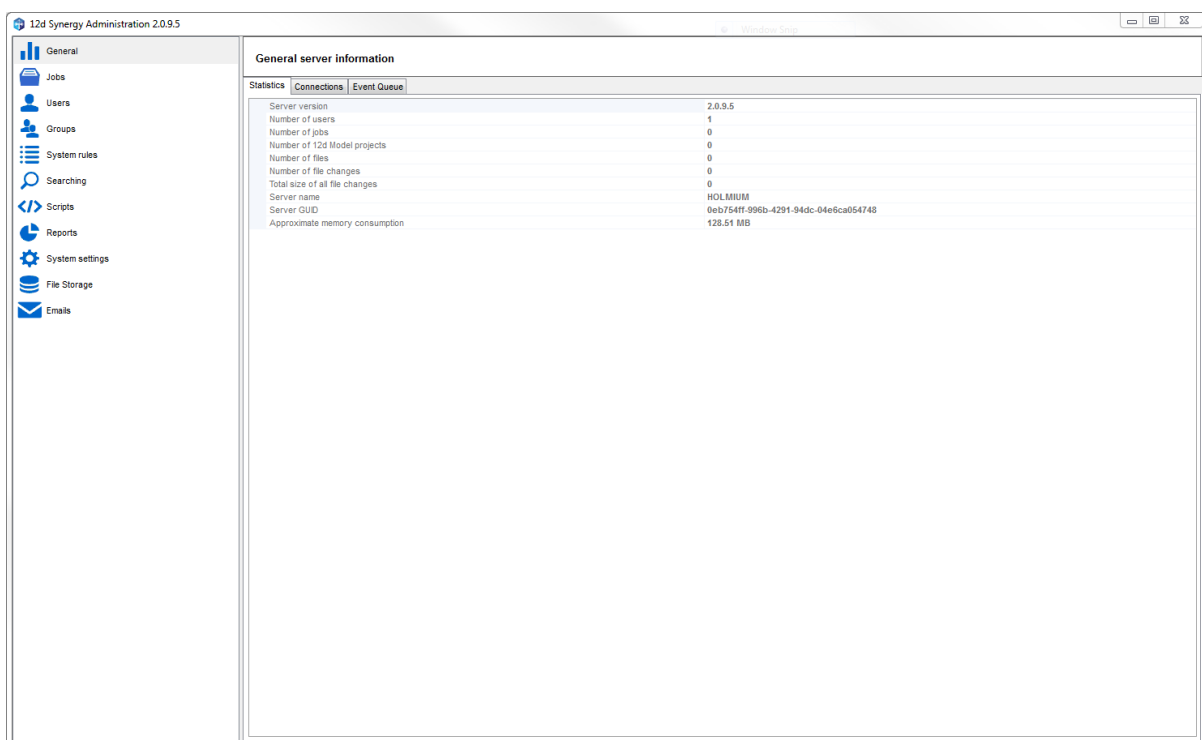 12d Synergy Administration 2.0.9.5
Window Snip
General
Jobs
Users
Groups
System rules
Searching
Scripts
Reports
System settings
File Storage
Emails
General server information
Statistics Connections Event Queue
Server version 2.0.9.5
Number of users 1
Number of jobs 0
Number of 12d Model projects 0
Number of files 0
Number of file changes 0
Total size of all file changes 0
Server name HOLMIUM
Server GUID 0eb754ff-996b-4291-94dc-04e6ca054748
Approximate memory consumption 128.51 MB